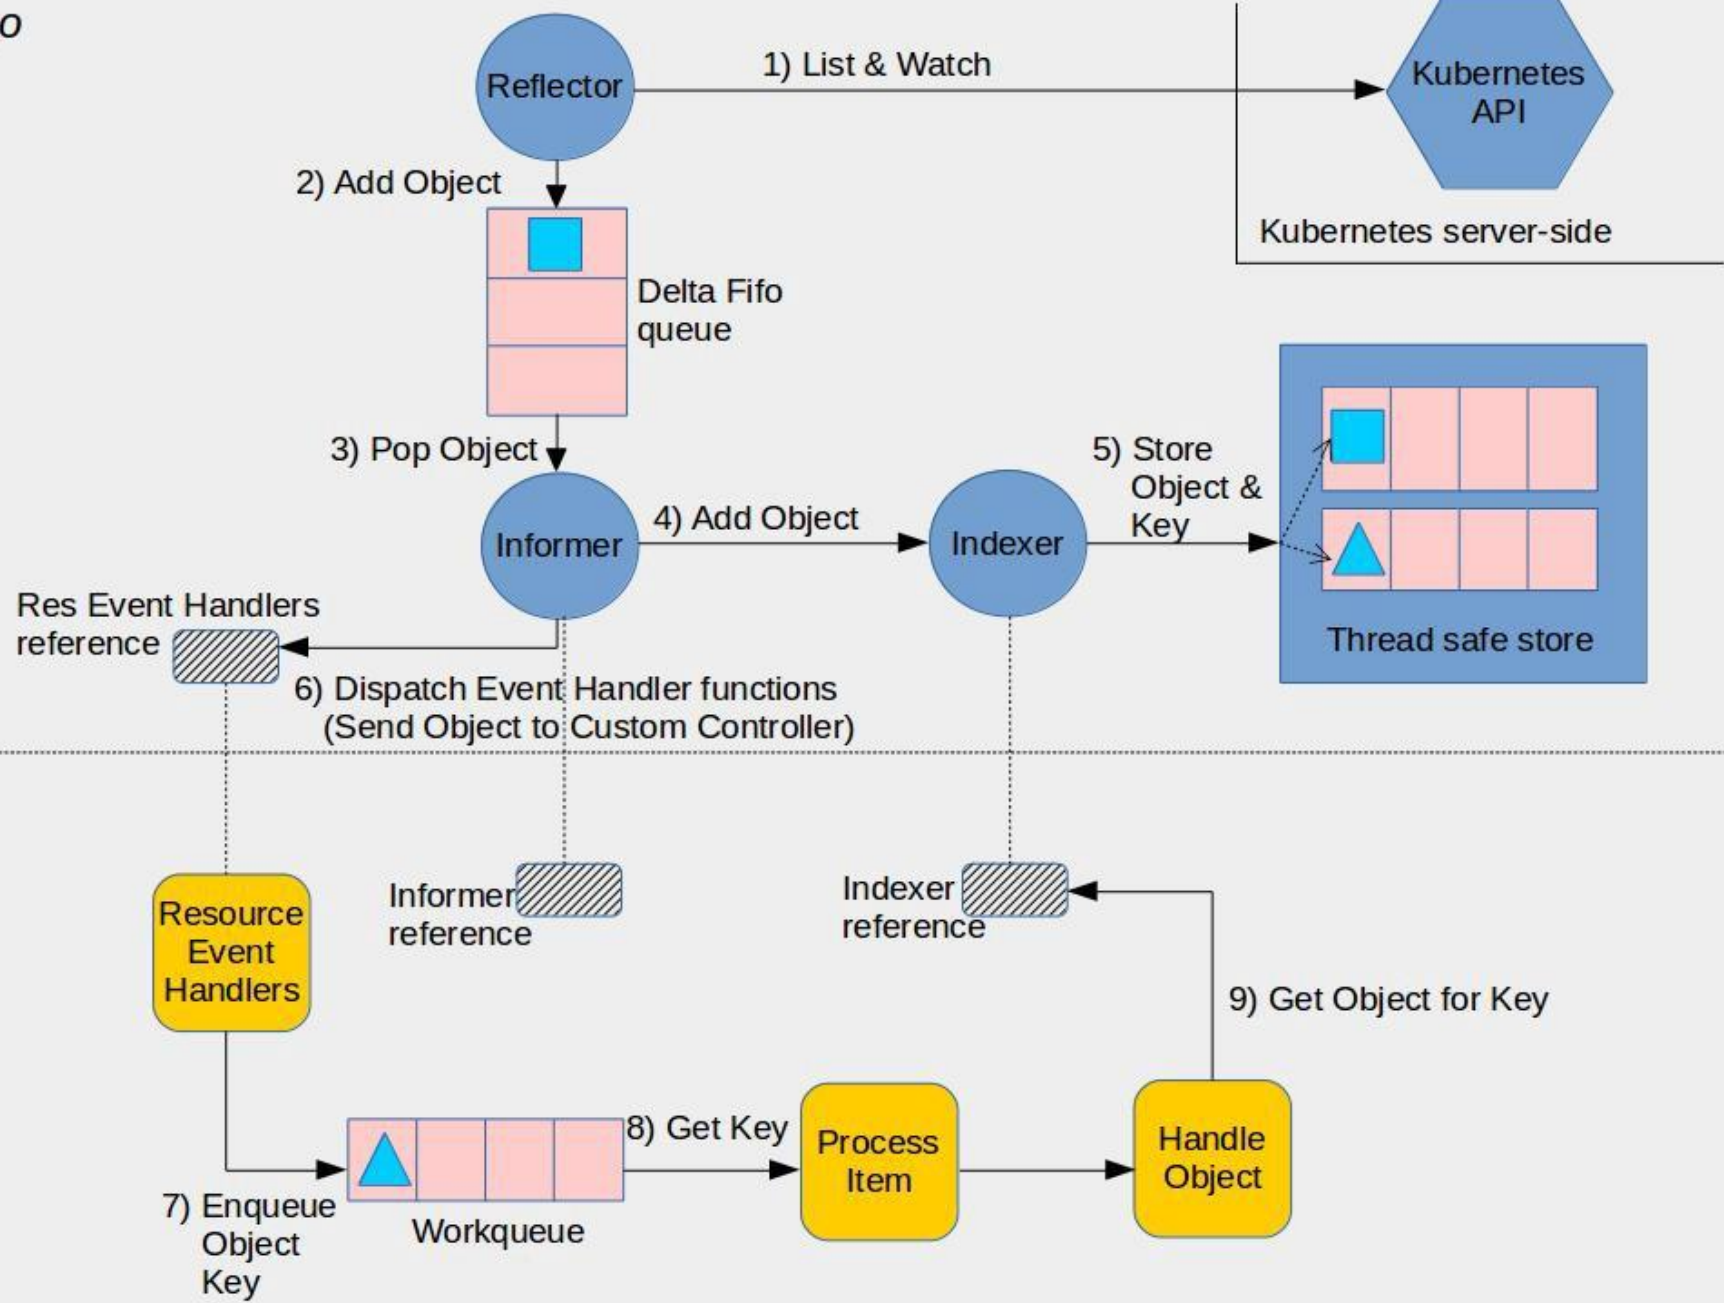 o
Reflector
1) List & Watch
Kubernetes
API
2) Add Object
Kubernetes server-side
Delta Fifo
queue
3) Pop Object
Informer
4) Add Object
Indexer
5) Store
Object &
Key
Thread safe store
Res Event Handlers
reference
6) Dispatch Event Handler functions
(Send Object to Custom Controller)
Resource
Event
Handlers
Informer
reference
Indexer
reference
9) Get Object for Key
7) Enqueue
Object
Key
Workqueue
8) Get Key
Process
Item
Handle
Object